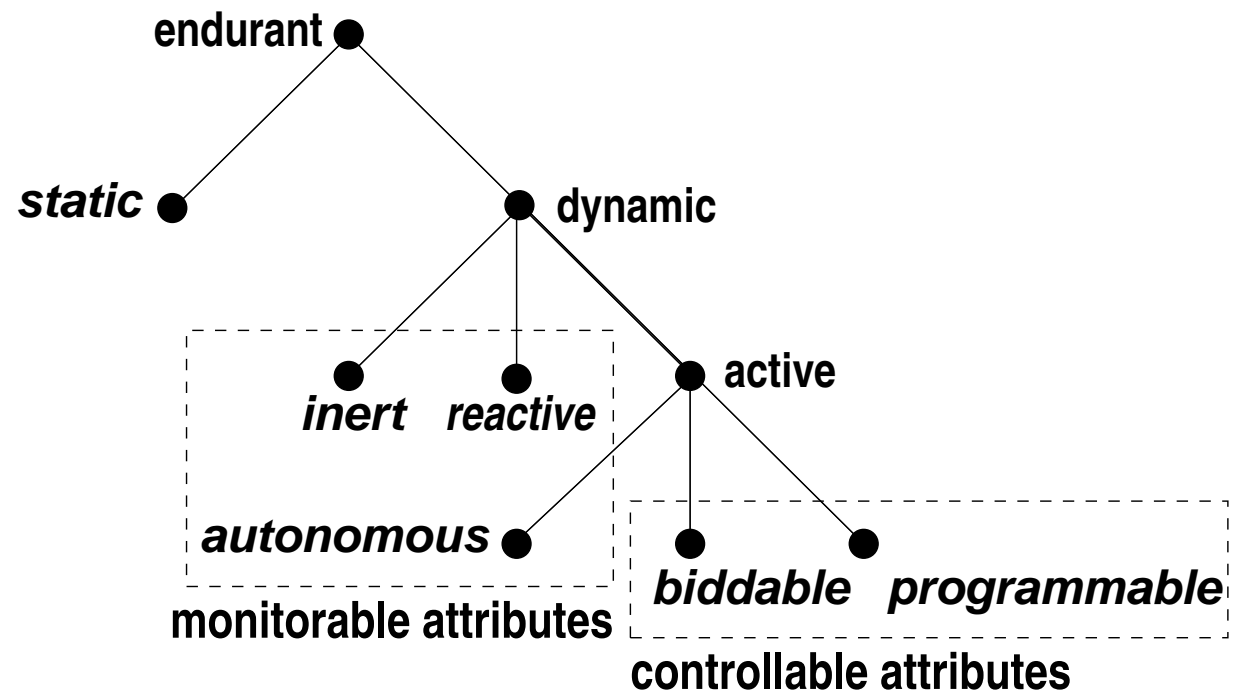 endurant
static
dynamic
active
inert
reactive
autonomous
biddable
programmable
monitorable attributes
controllable attributes